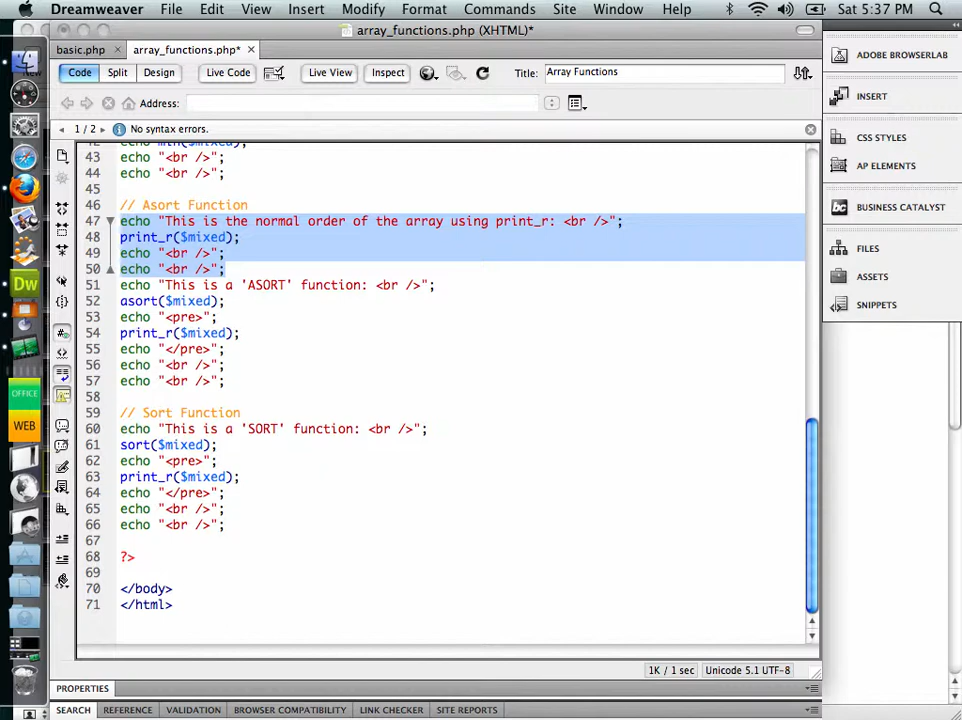 Dreamweaver File Edit View Insert Modify Format Commands Site Window Help Sat 5:37 PM
array_functions.php (XHTML)*
basic.php array_functions.php*
Code Split Design Live Code Live View Inspect Title: Array Functions
Address:
1 / 2 No syntax errors.
43 echo "<br />";
44 echo "<br />";
45
46 // Asort Function
47 echo "This is the normal order of the array using print_r: <br />";
48 print_r($mixed);
49 echo "<br />";
50 echo "<br />";
51 echo "This is a 'ASORT' function: <br />";
52 asort($mixed);
53 echo "<pre>";
54 print_r($mixed);
55 echo "</pre>";
56 echo "<br />";
57 echo "<br />";
58
59 // Sort Function
60 echo "This is a 'SORT' function: <br />";
61 sort($mixed);
62 echo "<pre>";
63 print_r($mixed);
64 echo "</pre>";
65 echo "<br />";
66 echo "<br />";
67
68 ?>
69
70 </body>
71 </html>
1K / 1 sec Unicode 5.1 UTF-8
PROPERTIES
SEARCH REFERENCE VALIDATION BROWSER COMPATIBILITY LINK CHECKER SITE REPORTS
ADOBE BROWSERLAB
INSERT
CSS STYLES
AP ELEMENTS
BUSINESS CATALYST
FILES
ASSETS
SNIPPETS
Dw
OFFICE
WEB